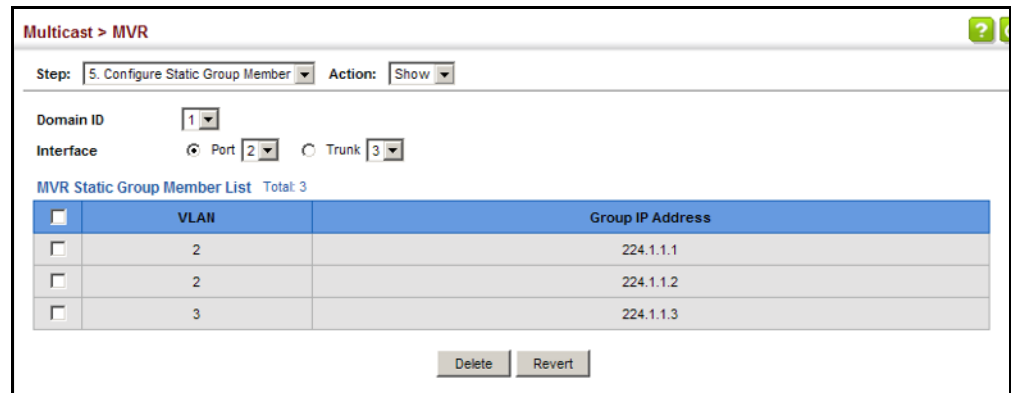 Multicast > MVR ?
Step: 5. Configure Static Group Member Action: Show
Domain ID 1
Interface Port 2 Trunk 3
MVR Static Group Member List Total: 3
VLAN Group IP Address
2 224.1.1.1
2 224.1.1.2
3 224.1.1.3
Delete Revert